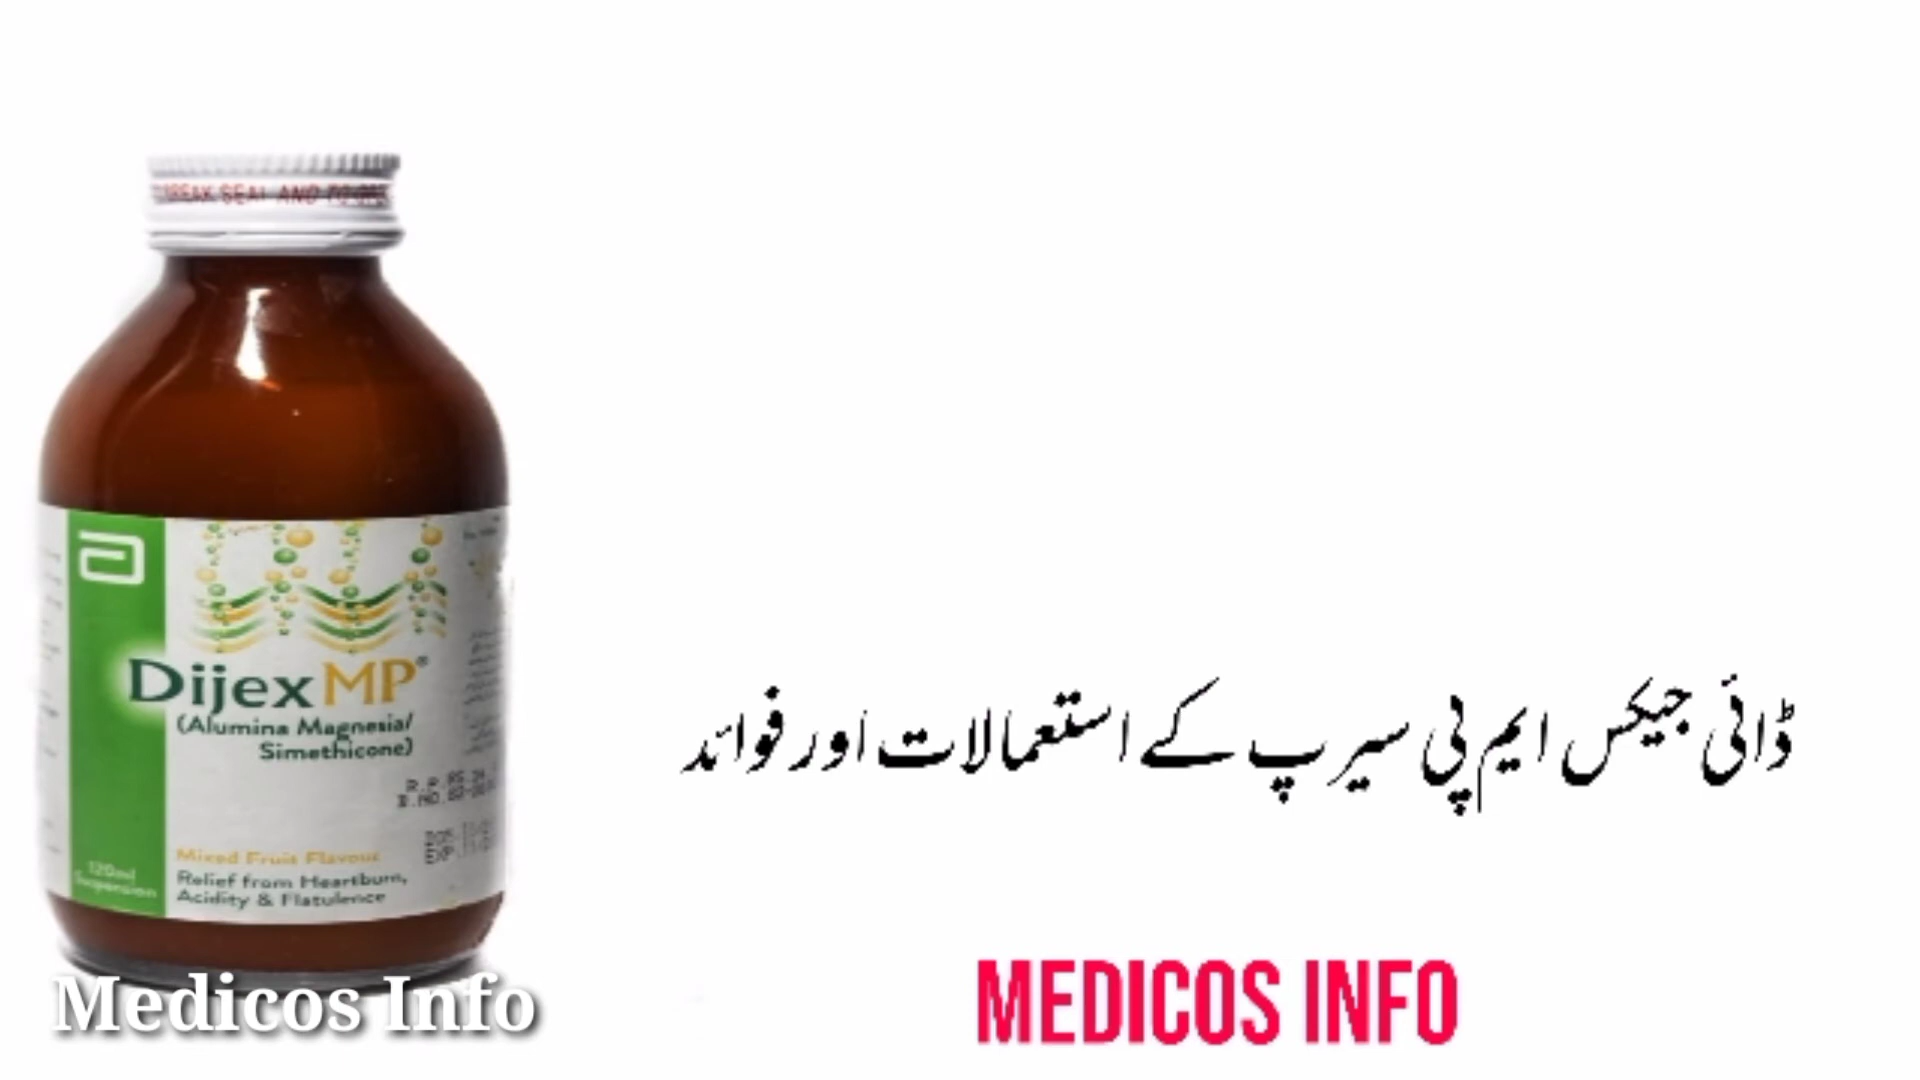 BREAK SEAL AND TO
Dijex MP®
(Alumina Magnesia/
Simethicone)
Mixed Fruit Flavour
Relief from Heartburn,
Acidity & Flatulence
120ml
Suspension
ڈائی جیکس ایم پی سیرپ کے استعمالات اور فوائد
Medicos Info
MEDICOS INFO